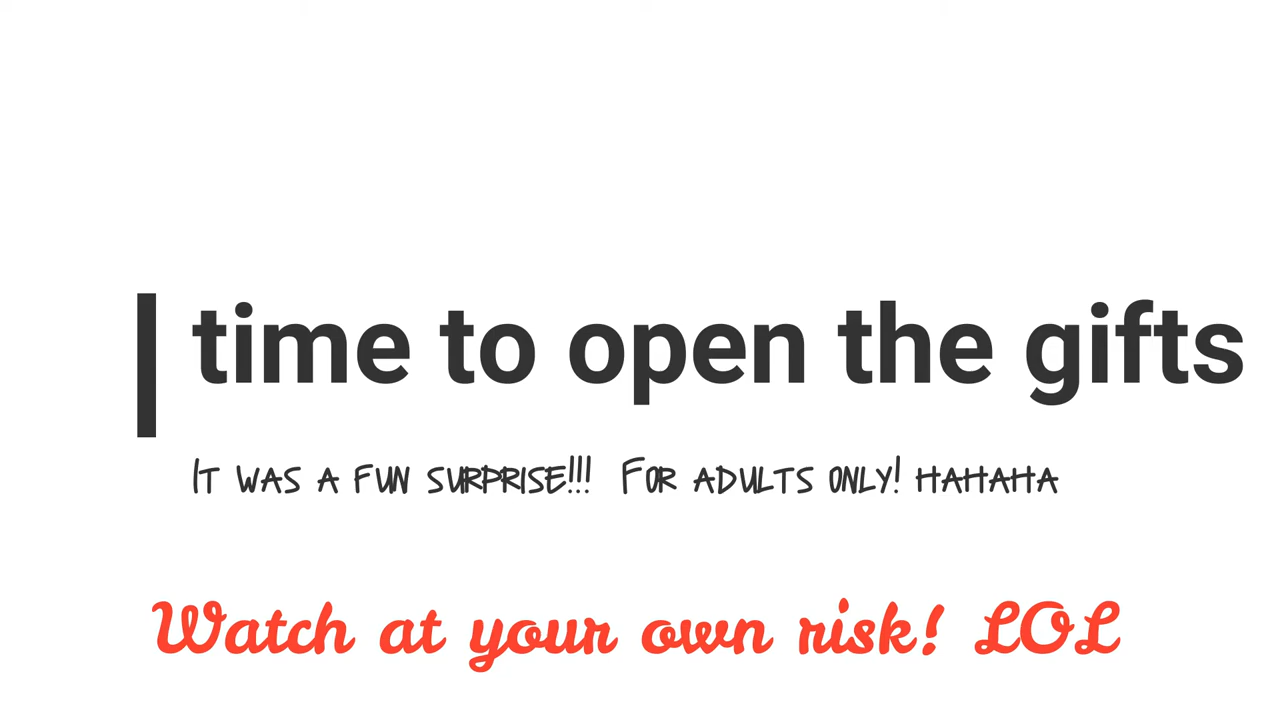 time to open the gifts
It was a fun surprise!!! For adults only! hahaha
Watch at your own risk! LOL